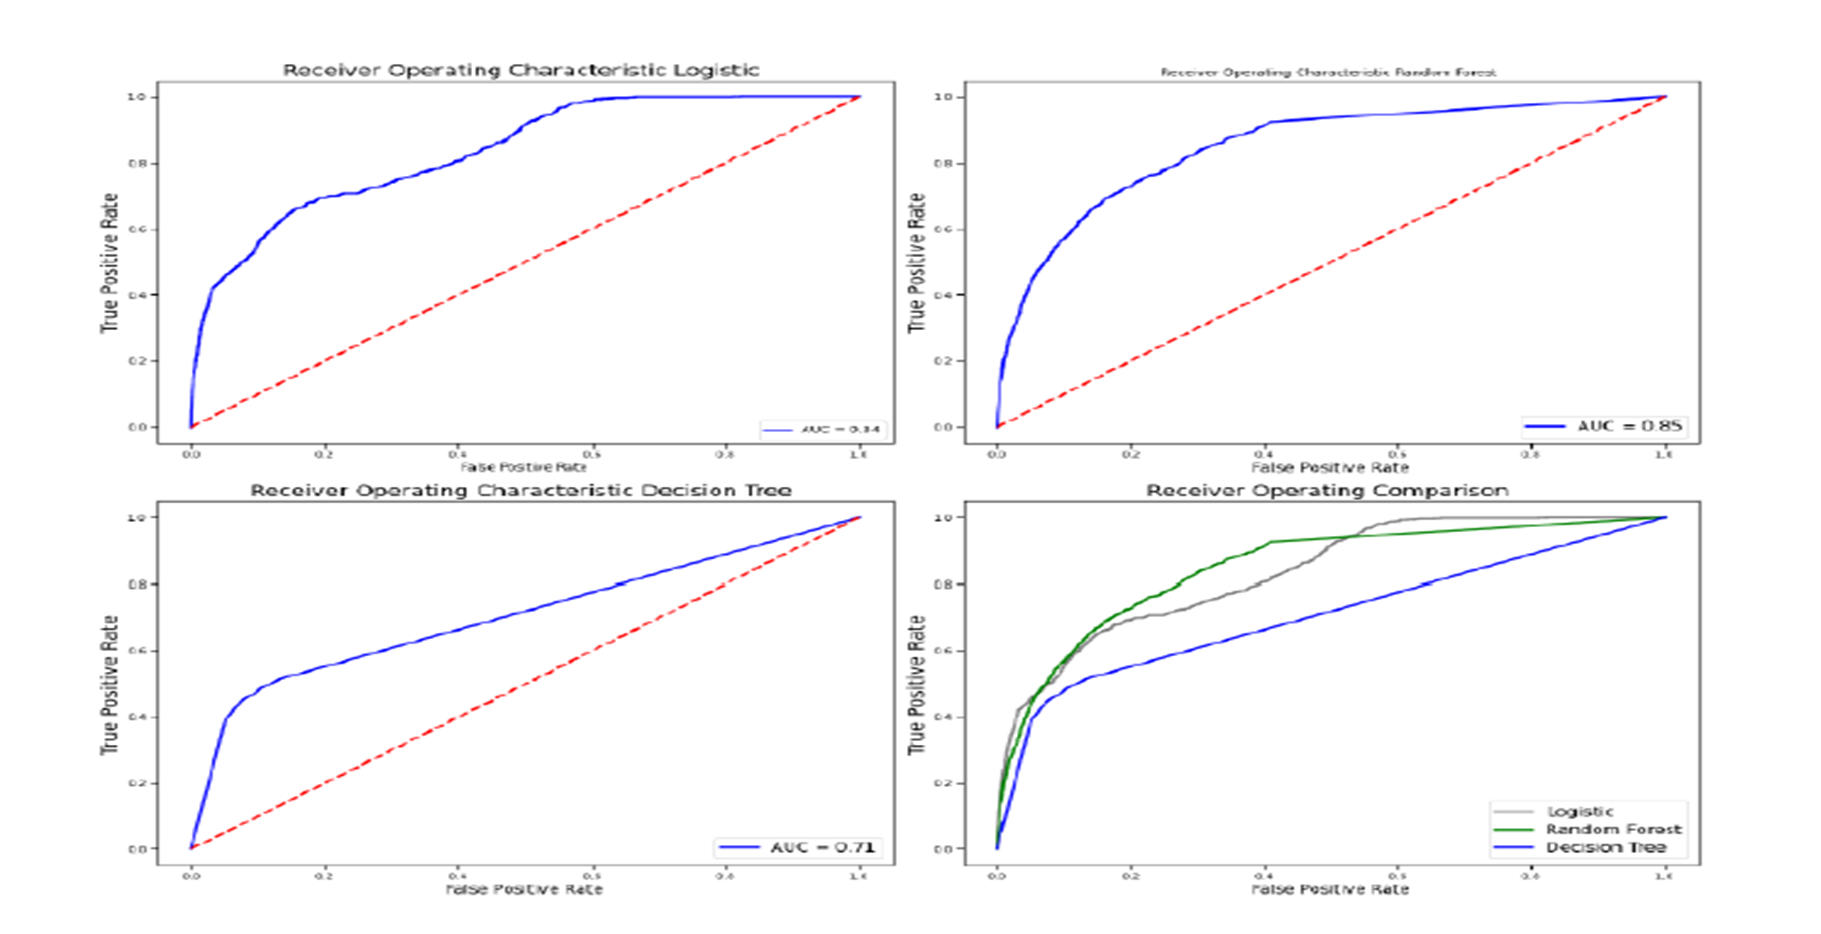 Receiver Operating Characteristic Logistic
True Positive Rate
1.0
0.8
0.6
0.4
0.2
0.0
AUC = 0.84
0.0 0.2 0.4 0.6 0.8 1.0
False Positive Rate
Receiver Operating Characteristic Random Forest
True Positive Rate
1.0
0.8
0.6
0.4
0.2
0.0
AUC = 0.85
0.0 0.2 0.4 0.6 0.8 1.0
False Positive Rate
Receiver Operating Characteristic Decision Tree
True Positive Rate
1.0
0.8
0.6
0.4
0.2
0.0
AUC = 0.71
0.0 0.2 0.4 0.6 0.8 1.0
False Positive Rate
Receiver Operating Comparison
True Positive Rate
1.0
0.8
0.6
0.4
0.2
0.0
Logistic
Random Forest
Decision Tree
0.0 0.2 0.4 0.6 0.8 1.0
False Positive Rate